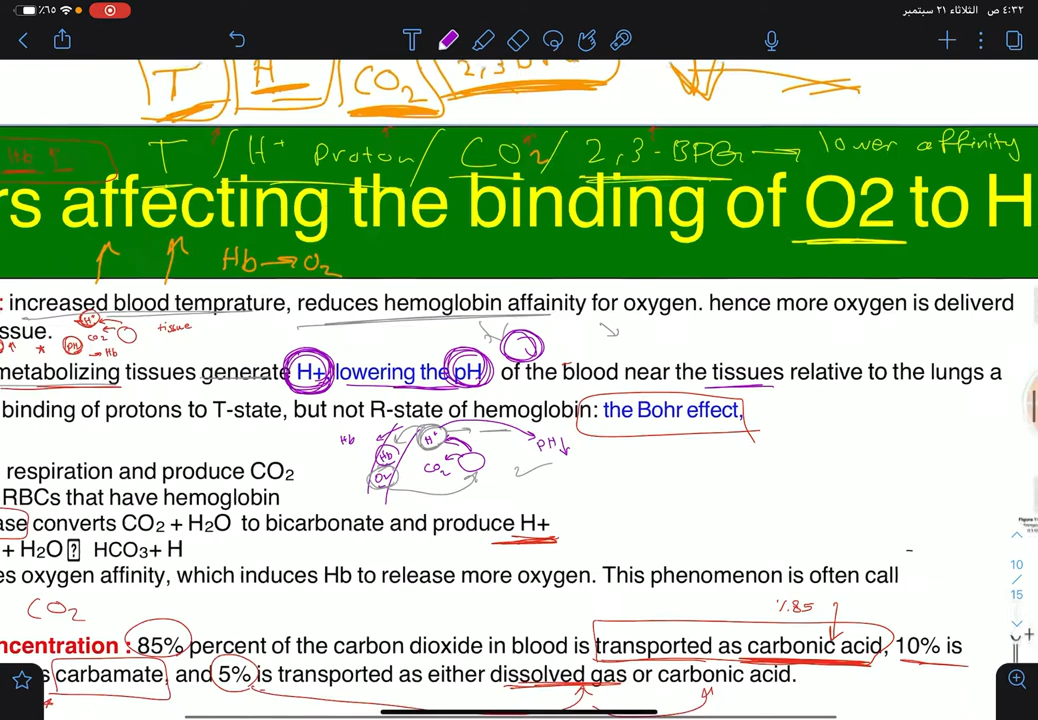 ٪٦٥
٤:٣٢ ص الثلاثاء ٢١ سبتمبر
T
T H CO2 2,3
Hb ↑ T / H+ Proton / CO2 / 2,3-BPG → lower affinity
rs affecting the binding of O2 to H
Hb → O2
: increased blood temprature, reduces hemoglobin affainity for oxygen. hence more oxygen is deliverd
ssue.
H+ CO2 tissue
PH → Hb
metabolizing tissues generate H+, lowering the pH of the blood near the tissues relative to the lungs a
binding of protons to T-state, but not R-state of hemoglobin: the Bohr effect,
Hb H+ PH↓
Hb CO2
O2
respiration and produce CO2
RBCs that have hemoglobin
ase converts CO2 + H2O to bicarbonate and produce H+
+ H2O HCO3+ H
es oxygen affinity, which induces Hb to release more oxygen. This phenomenon is often call
CO2
٪85
ncentration : 85% percent of the carbon dioxide in blood is transported as carbonic acid, 10% is
s carbamate, and 5% is transported as either dissolved gas or carbonic acid.
10
/
15